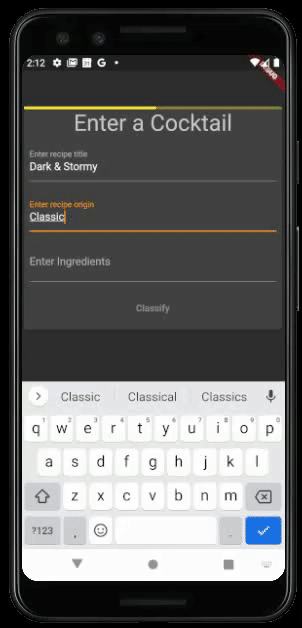 2:12
Enter a Cocktail
Enter recipe title
Dark & Stormy
Enter recipe origin
Classic
Enter Ingredients
Classify
Classic Classical Classics
q 1 w 2 e 3 r 4 t 5 y 6 u 7 i 8 o 9 p 0
a s d f g h j k l
z x c v b n m
?123 , .